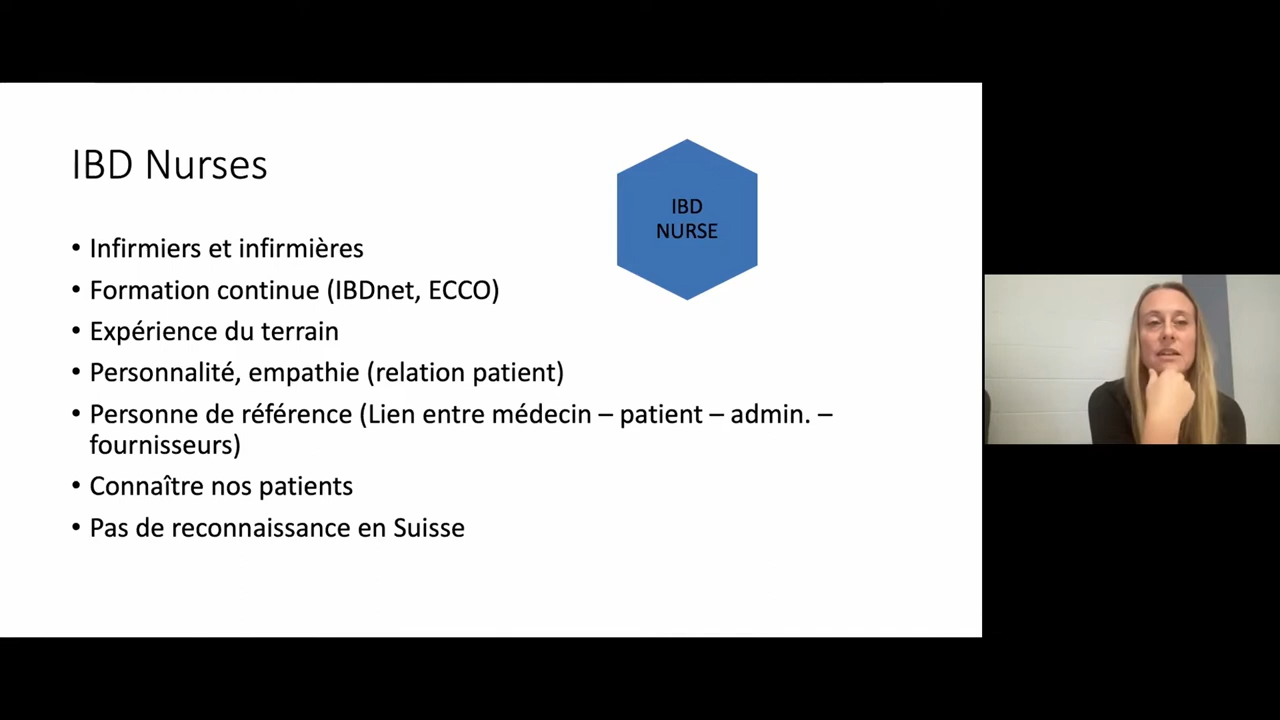 IBD Nurses
IBD
NURSE
• Infirmiers et infirmières
• Formation continue (IBDnet, ECCO)
• Expérience du terrain
• Personnalité, empathie (relation patient)
• Personne de référence (Lien entre médecin – patient – admin. –
fournisseurs)
• Connaître nos patients
• Pas de reconnaissance en Suisse